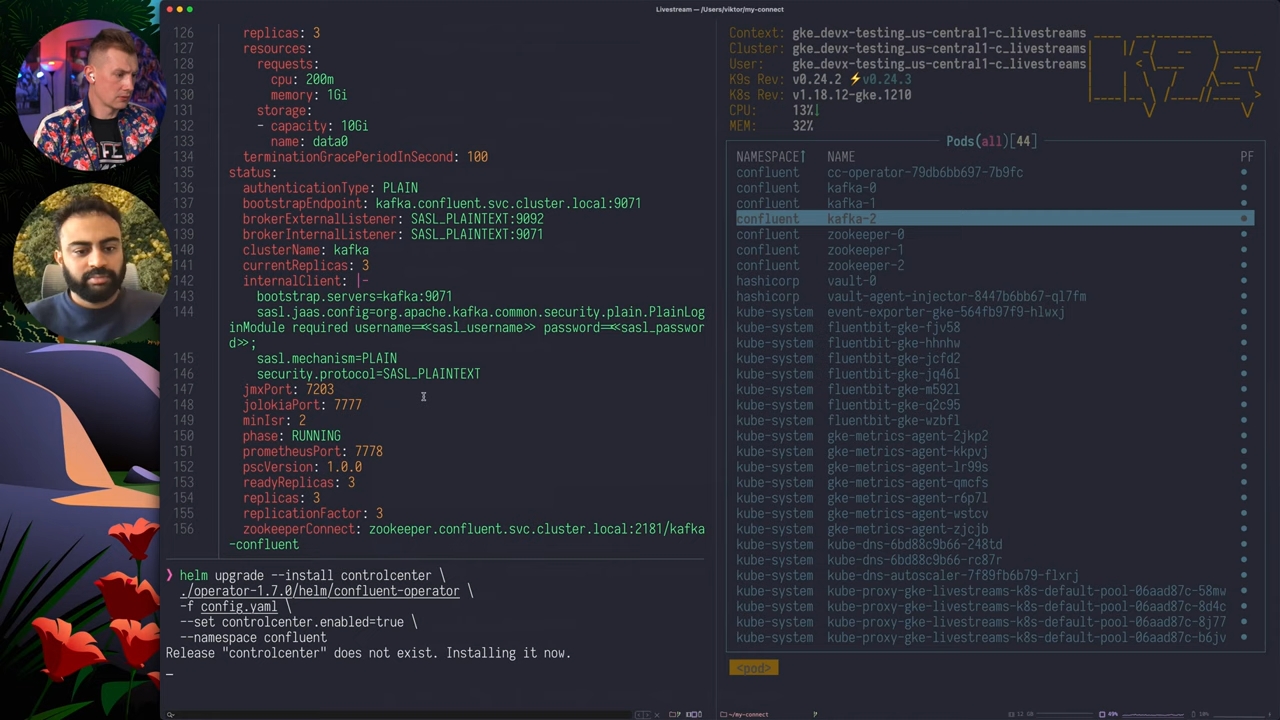 Livestream — /Users/viktor/my-connect
126 replicas: 3
127 resources:
128 requests:
129 cpu: 200m
130 memory: 1Gi
131 storage:
132 - capacity: 10Gi
133 name: data0
134 terminationGracePeriodInSecond: 100
135 status:
136 authenticationType: PLAIN
137 bootstrapEndpoint: kafka.confluent.svc.cluster.local:9071
138 brokerExternalListener: SASL_PLAINTEXT:9092
139 brokerInternalListener: SASL_PLAINTEXT:9071
140 clusterName: kafka
141 currentReplicas: 3
142 internalClient: |-
143 bootstrap.servers=kafka:9071
144 sasl.jaas.config=org.apache.kafka.common.security.plain.PlainLog
inModule required username=<<sasl_username>> password=<<sasl_passwor
d>>;
145 sasl.mechanism=PLAIN
146 security.protocol=SASL_PLAINTEXT
147 jmxPort: 7203
148 jolokiaPort: 7777
149 minIsr: 2
150 phase: RUNNING
151 prometheusPort: 7778
152 pscVersion: 1.0.0
153 readyReplicas: 3
154 replicas: 3
155 replicationFactor: 3
156 zookeeperConnect: zookeeper.confluent.svc.cluster.local:2181/kafka
-confluent
❯ helm upgrade --install controlcenter \
./operator-1.7.0/helm/confluent-operator \
-f config.yaml \
--set controlcenter.enabled=true \
--namespace confluent
Release "controlcenter" does not exist. Installing it now.
Context: gke_devx-testing_us-central1-c_livestreams
Cluster: gke_devx-testing_us-central1-c_livestreams
User: gke_devx-testing_us-central1-c_livestreams
K9s Rev: v0.24.2 ⚡v0.24.3
K8s Rev: v1.18.12-gke.1210
CPU: 13%↓
MEM: 32%
Pods(all)[44]
NAMESPACE↑ NAME PF
confluent cc-operator-79db6bb697-7b9fc ●
confluent kafka-0 ●
confluent kafka-1 ●
confluent kafka-2 ●
confluent zookeeper-0 ●
confluent zookeeper-1 ●
confluent zookeeper-2 ●
hashicorp vault-0 ●
hashicorp vault-agent-injector-8447b6bb67-ql7fm ●
kube-system event-exporter-gke-564fb97f9-hlwxj ●
kube-system fluentbit-gke-fjv58 ●
kube-system fluentbit-gke-hhnhw ●
kube-system fluentbit-gke-jcfd2 ●
kube-system fluentbit-gke-jq46l ●
kube-system fluentbit-gke-m592l ●
kube-system fluentbit-gke-q2c95 ●
kube-system fluentbit-gke-wzbfl ●
kube-system gke-metrics-agent-2jkp2 ●
kube-system gke-metrics-agent-kkpvj ●
kube-system gke-metrics-agent-lr99s ●
kube-system gke-metrics-agent-qmcfs ●
kube-system gke-metrics-agent-r6p7l ●
kube-system gke-metrics-agent-wstcv ●
kube-system gke-metrics-agent-zjcjb ●
kube-system kube-dns-6bd88c9b66-248td ●
kube-system kube-dns-6bd88c9b66-rc87r ●
kube-system kube-dns-autoscaler-7f89fb6b79-flxrj ●
kube-system kube-proxy-gke-livestreams-k8s-default-pool-06aad87c-58mw ●
kube-system kube-proxy-gke-livestreams-k8s-default-pool-06aad87c-8d4c ●
kube-system kube-proxy-gke-livestreams-k8s-default-pool-06aad87c-8j77 ●
kube-system kube-proxy-gke-livestreams-k8s-default-pool-06aad87c-b6jv ●
<pod>
~/my-connect